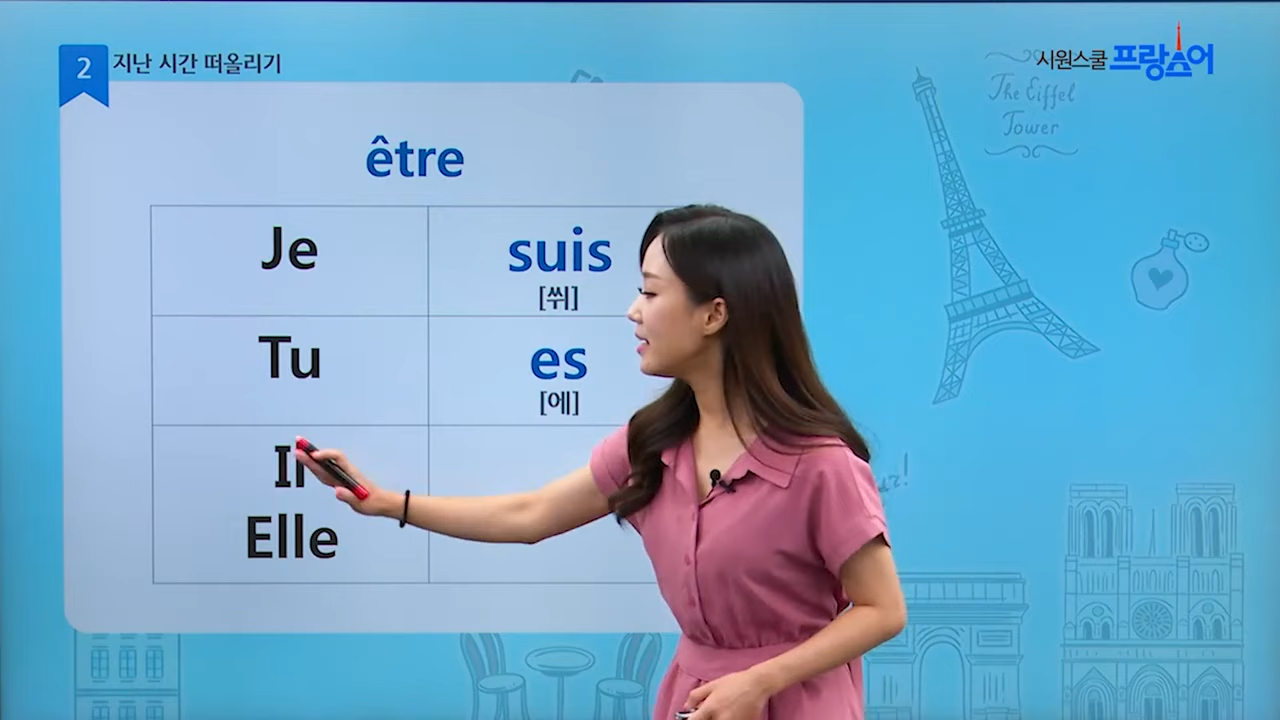 2 지난 시간 떠올리기
시원스쿨 프랑스어
The Eiffel
Tower
être
Je suis
[쒸]
Tu es
[에]
Il
Elle